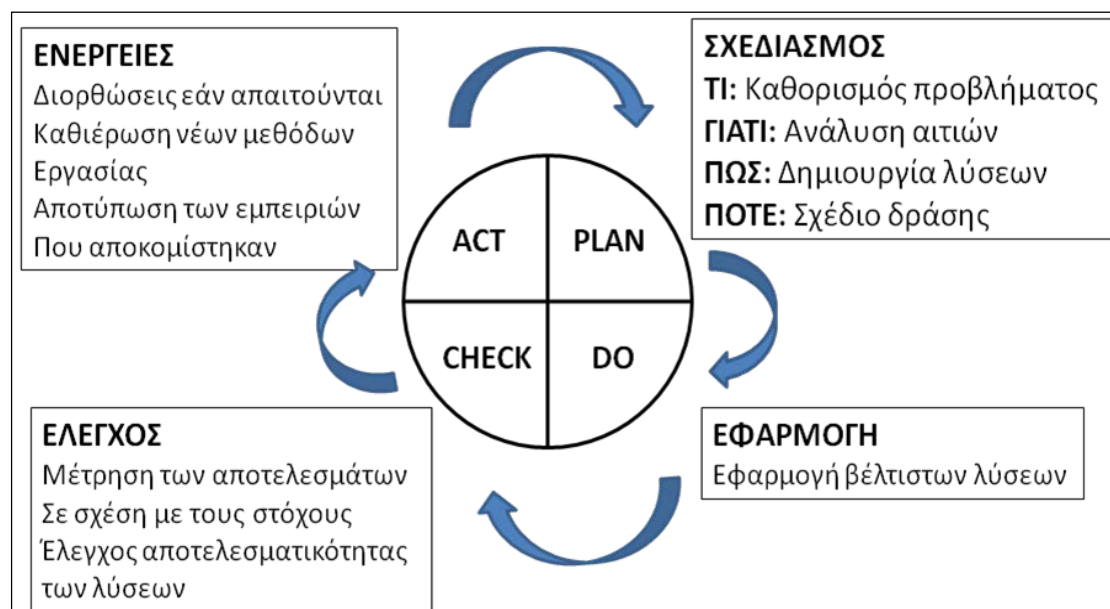 ΕΝΕΡΓΕΙΕΣ
Διορθώσεις εάν απαιτούνται
Καθιέρωση νέων μεθόδων
Εργασίας
Αποτύπωση των εμπειριών
Που αποκομίστηκαν
ΣΧΕΔΙΑΣΜΟΣ
ΤΙ: Καθορισμός προβλήματος
ΓΙΑΤΙ: Ανάλυση αιτιών
ΠΩΣ: Δημιουργία λύσεων
ΠΟΤΕ: Σχέδιο δράσης
ACT
PLAN
CHECK
DO
ΕΛΕΓΧΟΣ
Μέτρηση των αποτελεσμάτων
Σε σχέση με τους στόχους
Έλεγχος αποτελεσματικότητας
των λύσεων
ΕΦΑΡΜΟΓΗ
Εφαρμογή βέλτιστων λύσεων